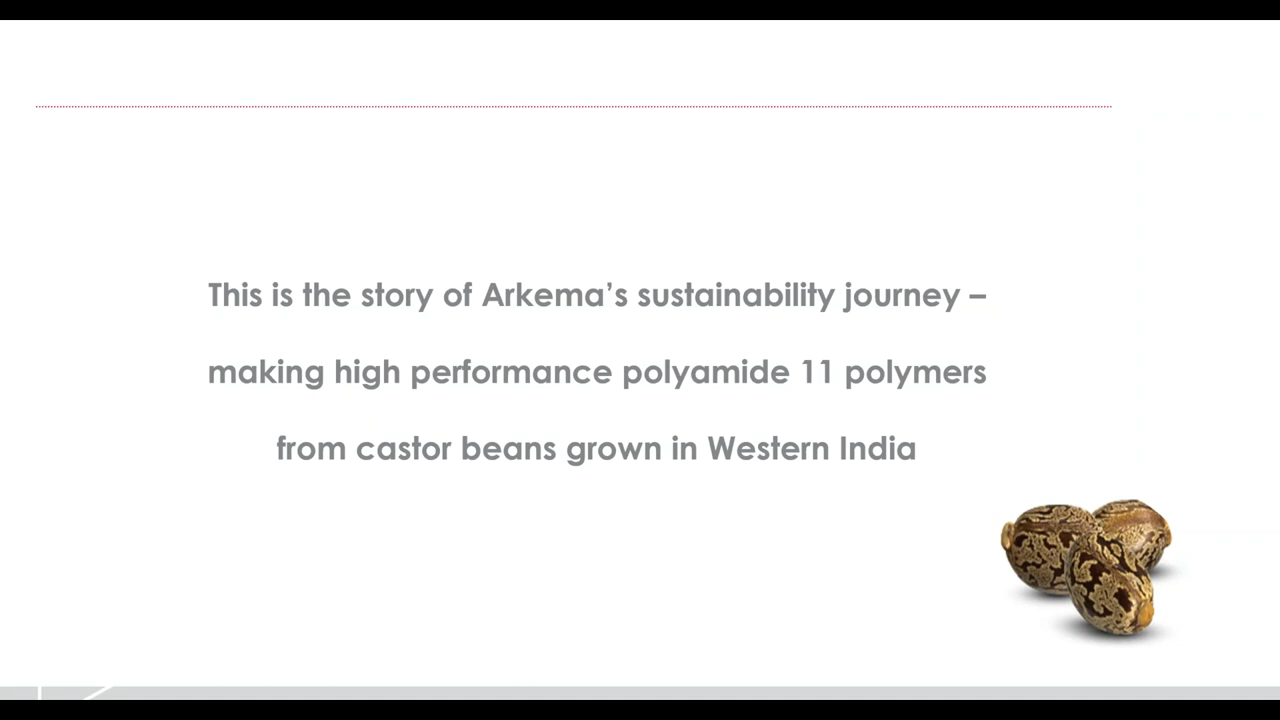 This is the story of Arkema’s sustainability journey –
making high performance polyamide 11 polymers
from castor beans grown in Western India